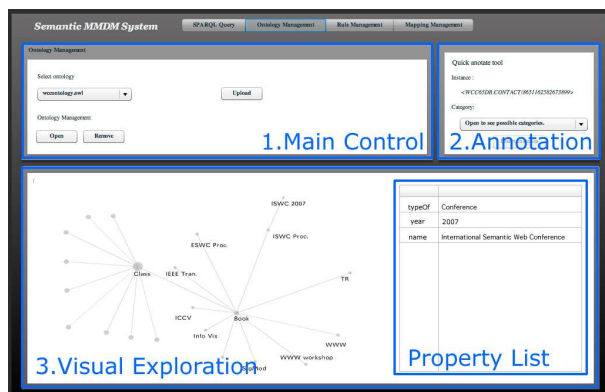 Semantic MMDM System
SPARQL Query
Ontology Management
Rule Management
Mapping Management
Ontology Management
Select ontology
Upload
Ontology Management
Open
Remove
1.Main Control
Quick anotate tool
Instance :
Category:
Open to see possible categories.
2.Annotation
ISWC 2007
ISWC Proc.
ESWC Proc.
Class
IEEE Tran.
TR
ICCV
Book
Info Vis
WWW
WWW workshop
SigMod
3.Visual Exploration
typeOf Conference
year 2007
name International Semantic Web Conference
Property List